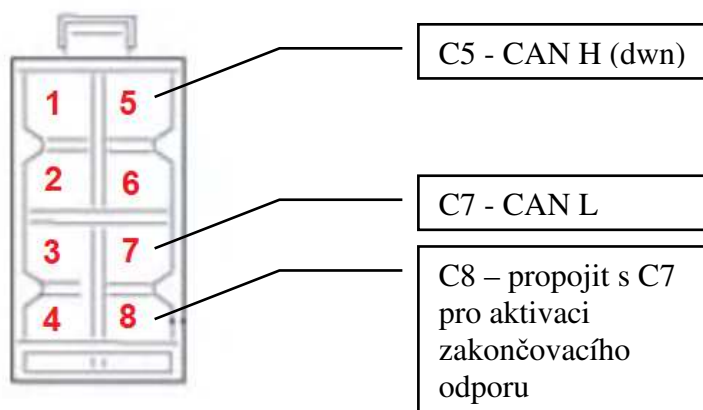 1 5
2 6
3 7
4 8
C5 - CAN H (dwn)
C7 - CAN L
C8 – propojit s C7
pro aktivaci
zakončovacího
odporu